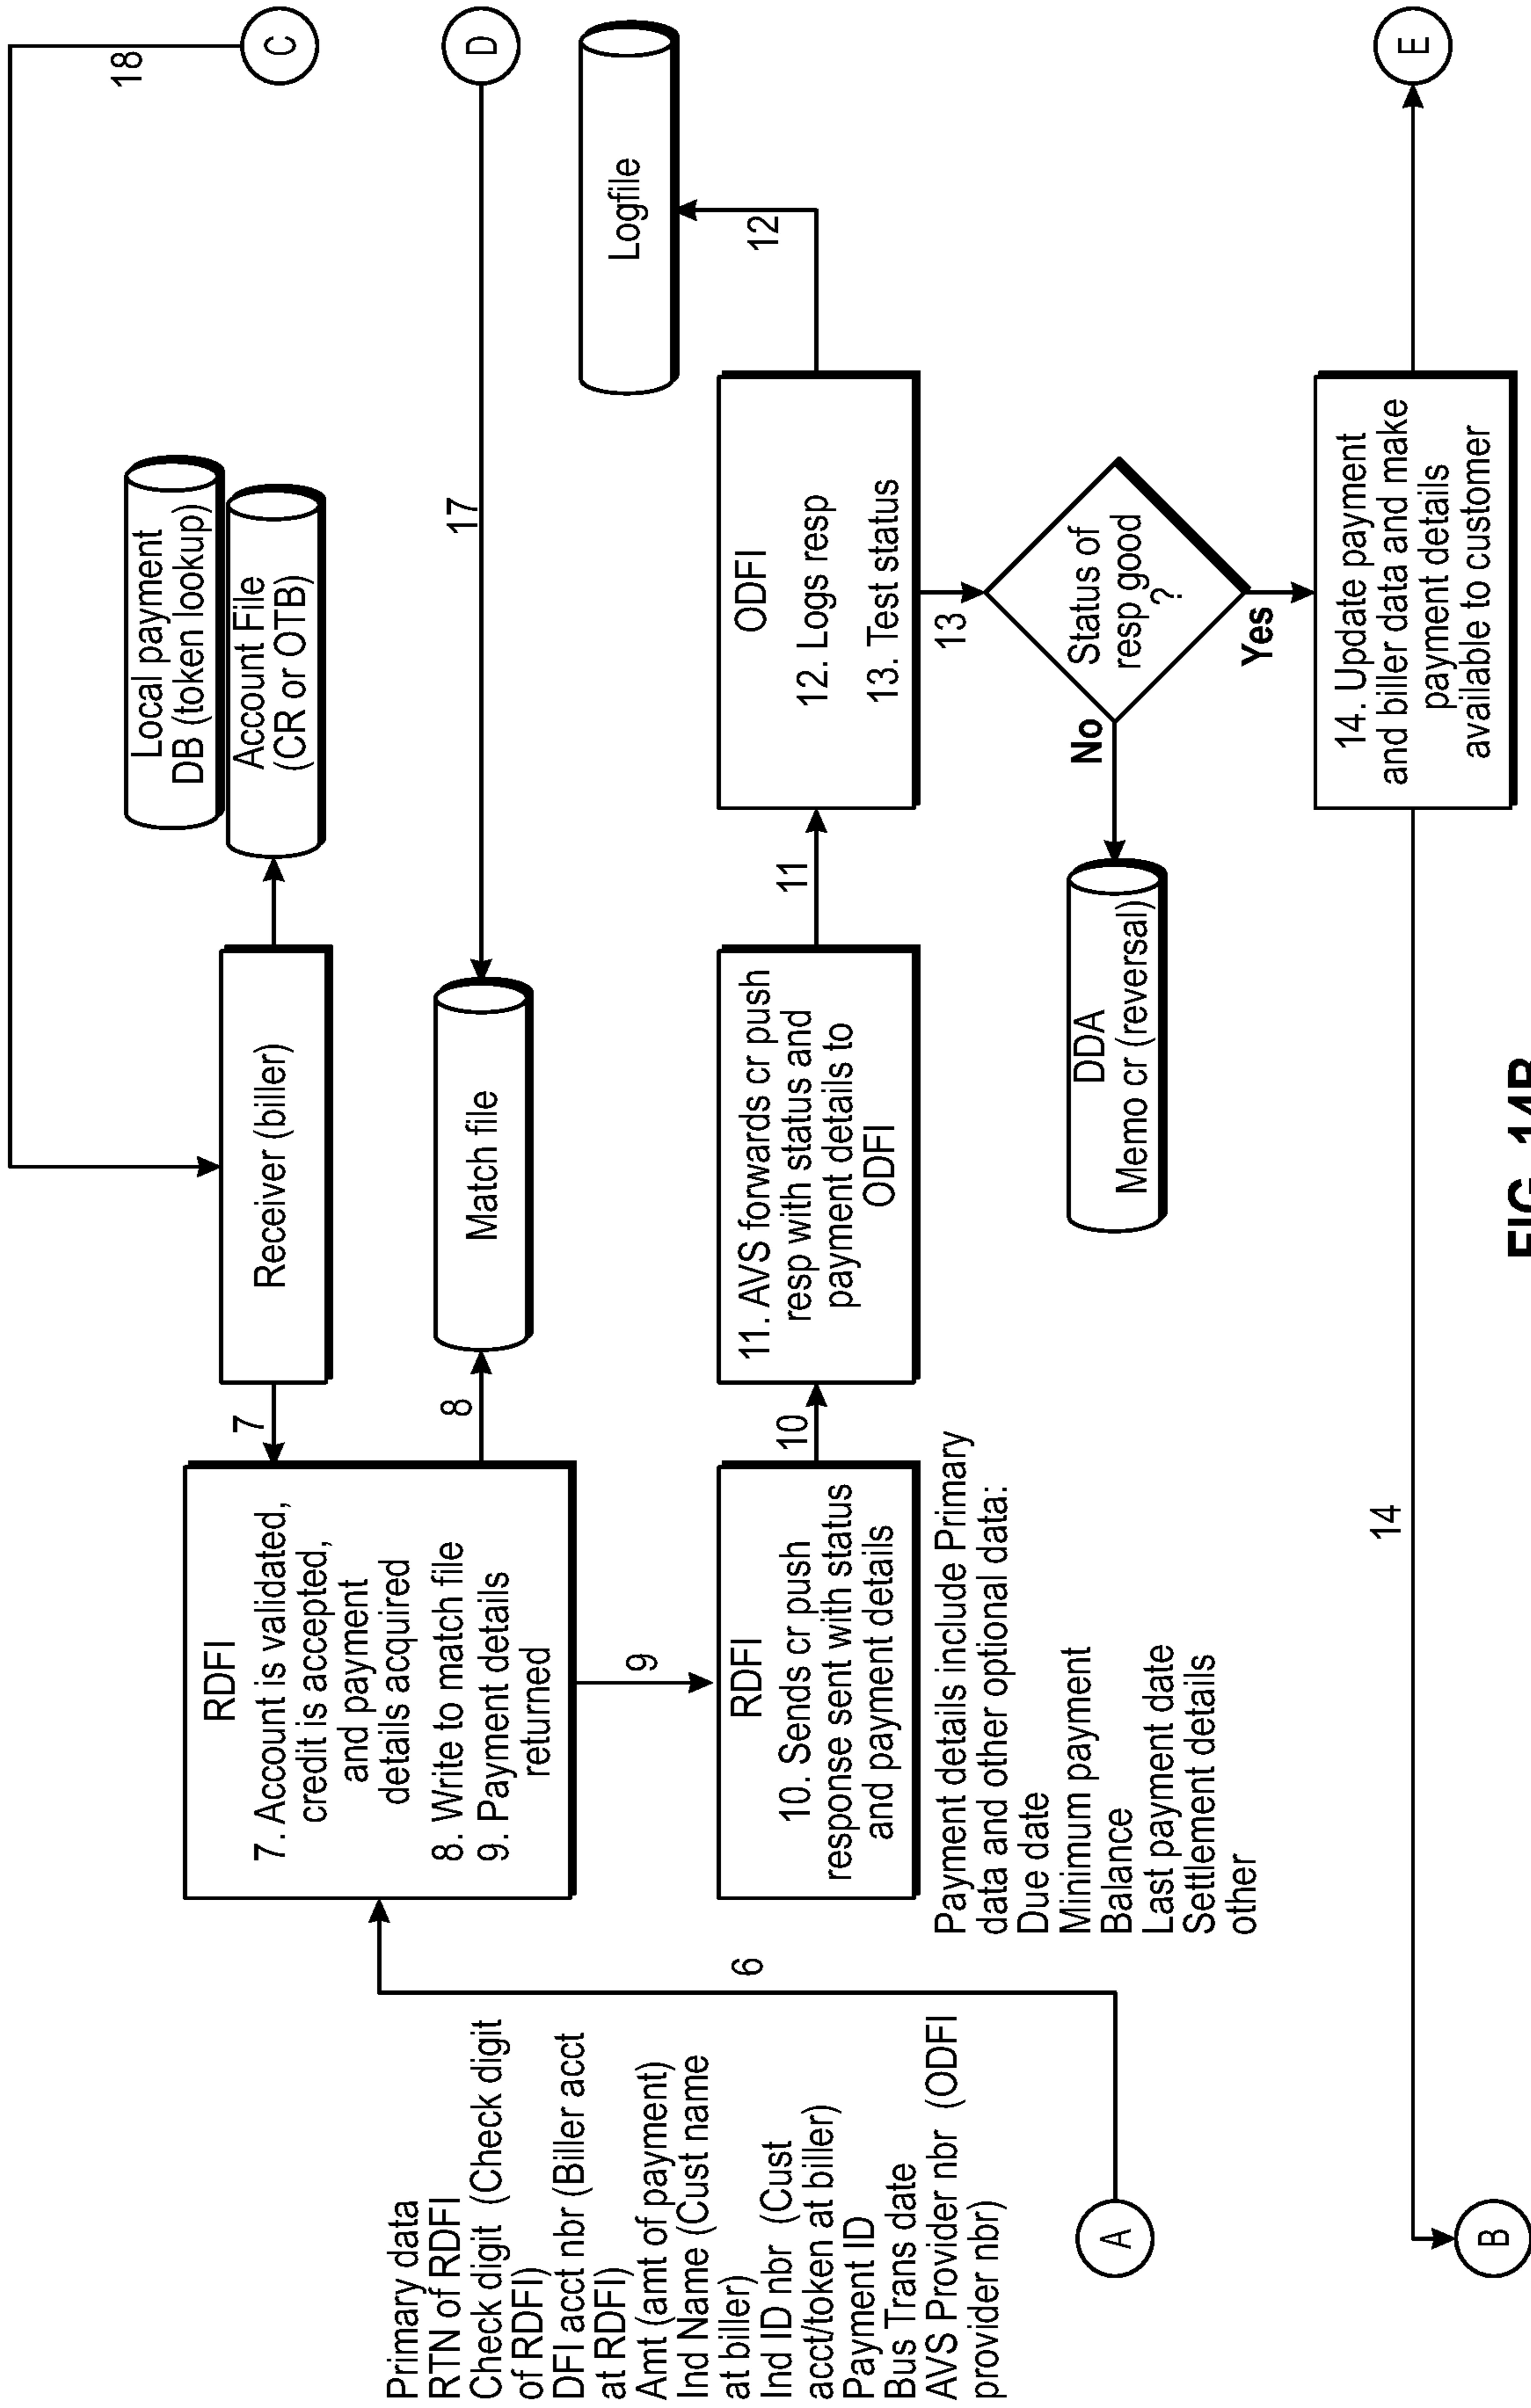 Primary data
RTN of RDFI
Check digit (Check digit
of RDFI)
DFI acct nbr (Biller acct
at RDFI)
Amt (amt of payment)
Ind Name (Cust name
at biller)
Ind ID nbr (Cust
acct/token at biller)
Payment ID
Bus Trans date
AVS Provider nbr (ODFI
provider nbr)
A
6
B
14
RDFI
7. Account is validated,
credit is accepted,
and payment
details acquired
8. Write to match file
9. Payment details
returned
7
8
9
Receiver (biller)
Local payment
DB (token lookup)
Account File
(CR or OTB)
18
C
Match file
17
D
RDFI
10. Sends cr push
response sent with status
and payment details
Payment details include Primary
data and other optional data:
Due date
Minimum payment
Balance
Last payment date
Settlement details
other
10
11. AVS forwards cr push
resp with status and
payment details to
ODFI
11
ODFI
12. Logs resp
13. Test status
12
Logfile
13
Status of
resp good
?
No
DDA
Memo cr (reversal)
Yes
14. Update payment
and biller data and make
payment details
available to customer
E
FIG. 14B